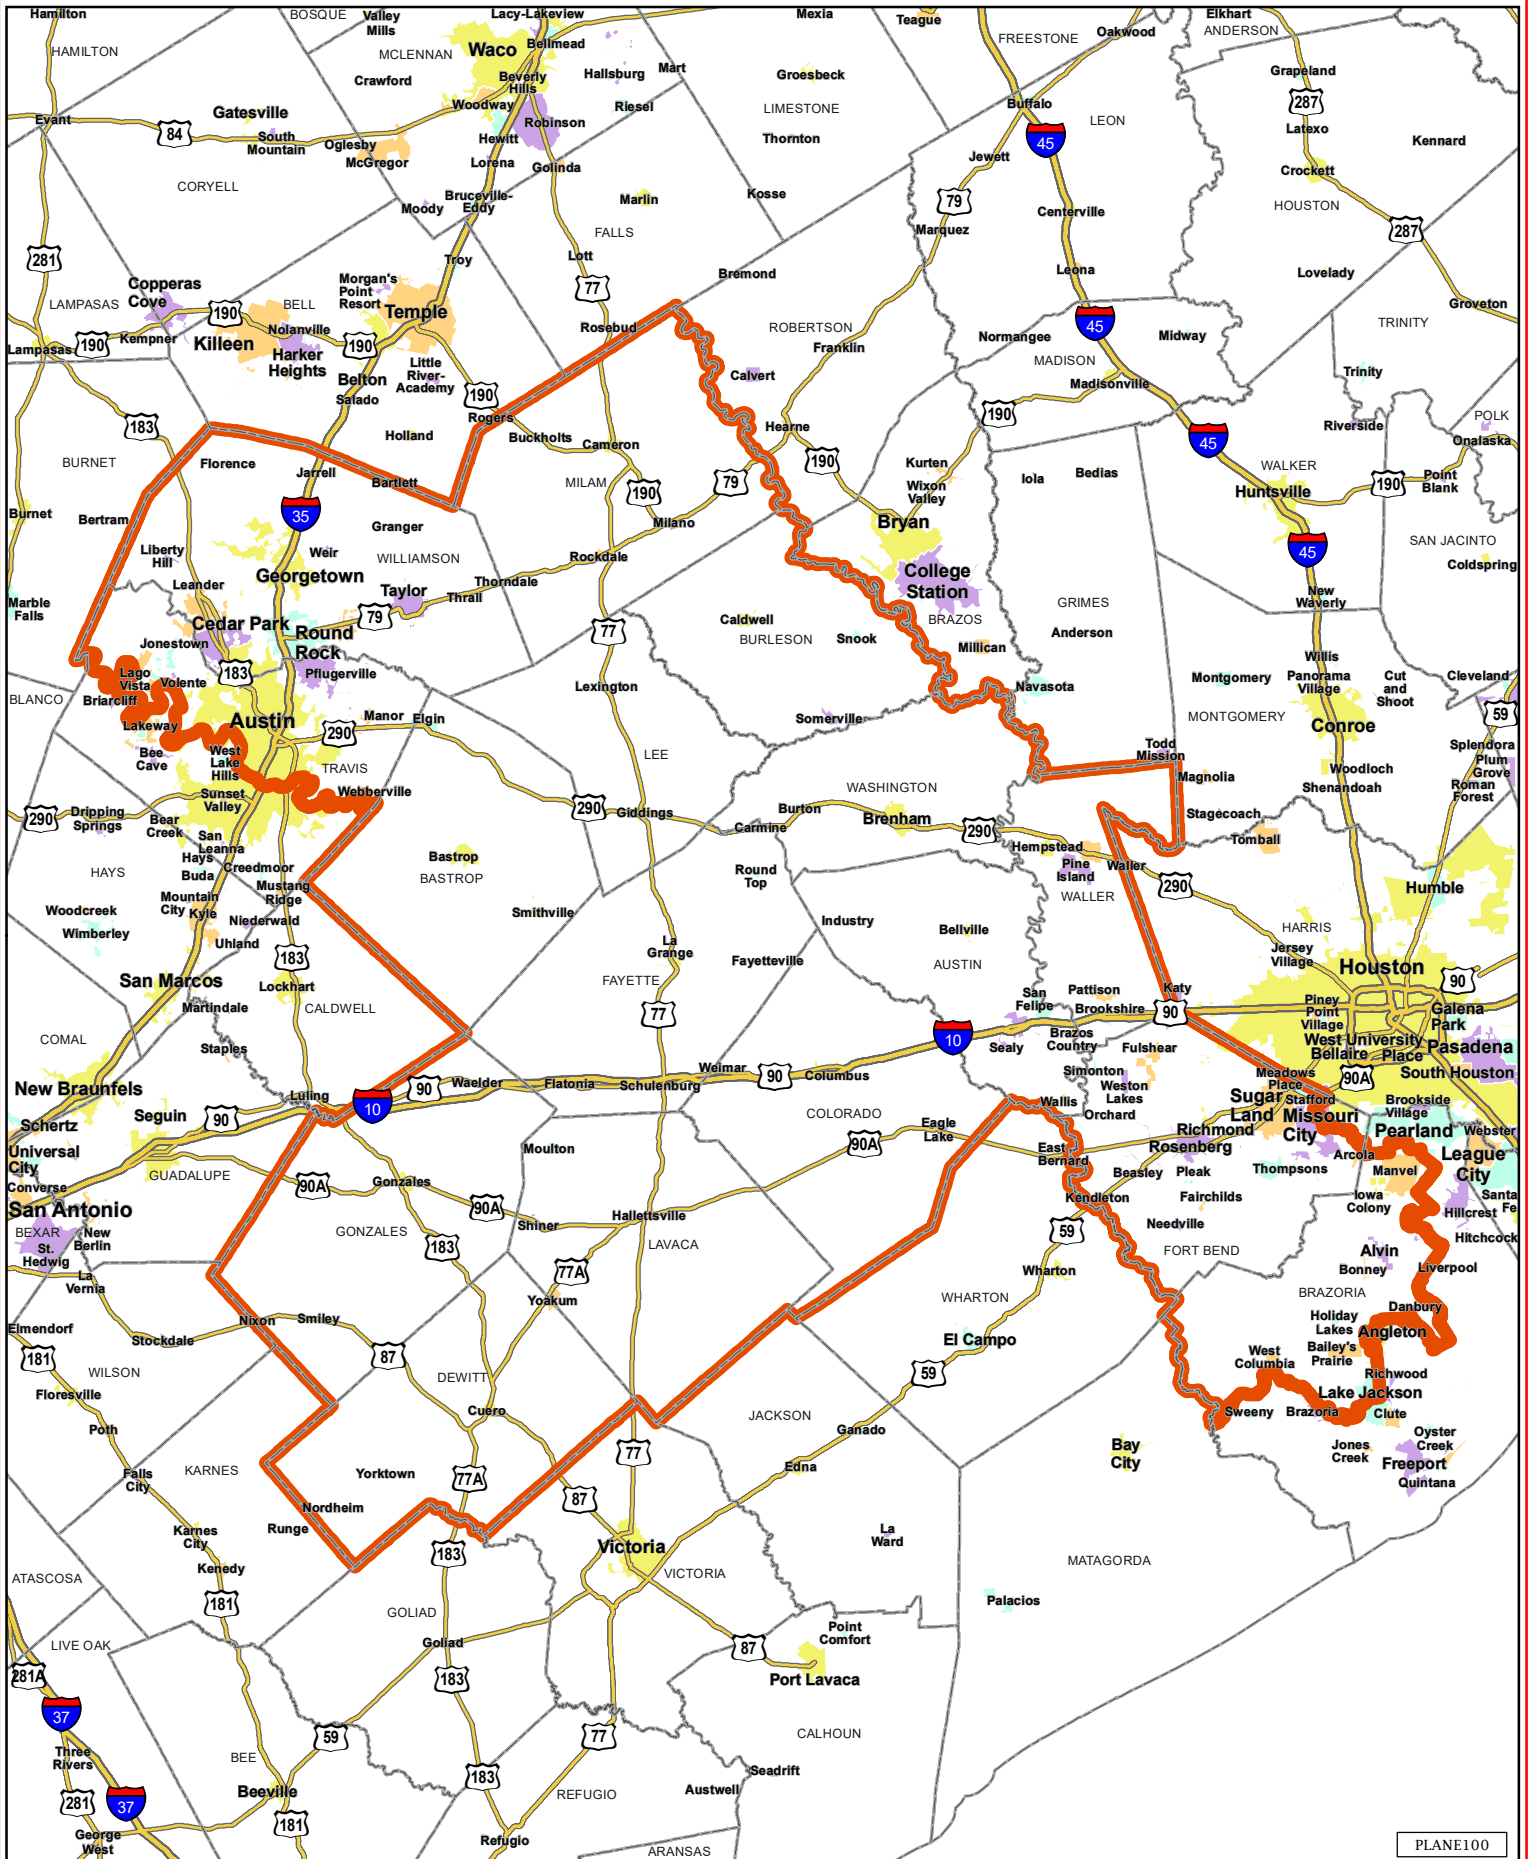 Hamilton
BOSQUE
Valley
Mills
Lacy-Lakeview
Mexia
Teague
Elkhart
ANDERSON
HAMILTON
MCLENNAN
Waco
Bellmead
FREESTONE
Oakwood
Crawford
Beverly
Hills
Hallsburg
Mart
Groesbeck
Grapeland
287
Gatesville
Woodway
Riesel
LIMESTONE
Buffalo
LEON
Latexo
Evant
84
South
Mountain
Oglesby
McGregor
Hewitt
Robinson
Thornton
45
Kennard
Lorena
Golinda
Jewett
Crockett
CORYELL
Moody
Bruceville-
Eddy
Marlin
Kosse
79
Centerville
HOUSTON
FALLS
Marquez
287
281
Troy
Lott
Bremond
Leona
Lovelady
Copperas
Cove
Morgan's
Point
Resort
77
LAMPASAS
190
BELL
Temple
Groveton
Nolanville
Rosebud
ROBERTSON
45
TRINITY
Lampasas
190
Kempner
Killeen
190
Franklin
Normangee
Midway
Harker
Heights
Little
River-
Academy
Calvert
MADISON
Trinity
Belton
Salado
190
Madisonville
183
Rogers
190
POLK
Holland
Buckholts
Cameron
Hearne
45
Riverside
Onalaska
BURNET
Florence
Jarrell
Bartlett
MILAM
190
79
190
Kurten
Wixon
Valley
Iola
Bedias
WALKER
Huntsville
190
Point
Blank
Burnet
Bertram
35
Granger
Milano
Bryan
45
SAN JACINTO
Coldspring
Liberty
Hill
Weir
WILLIAMSON
Rockdale
College
Station
Leander
Georgetown
Taylor
Thrall
Thorndale
New
Waverly
Marble
Falls
Cedar Park
79
Caldwell
BURLESON
Snook
BRAZOS
GRIMES
Anderson
Jonestown
Round
Rock
77
Millican
Willis
Lago
Vista
Volente
183
Pflugerville
Lexington
Navasota
Montgomery
Panorama
Village
Cut
and
Shoot
Cleveland
BLANCO
Briarcliff
Somerville
MONTGOMERY
Conroe
59
Lakeway
Austin
290
Manor
Elgin
Bee
Cave
West
Lake
Hills
TRAVIS
LEE
Todd
Mission
Magnolia
Woodloch
Shenandoah
Splendora
Plum
Grove
Roman
Forest
Sunset
Valley
Webberville
WASHINGTON
290
Dripping
Springs
Bear
Creek
290
Giddings
Carmine
Burton
Brenham
290
Stagecoach
Tomball
San
Leanna
Hays
Buda
Creedmoor
Bastrop
BASTROP
Hempstead
Pine
Island
Waller
HAYS
Mustang
Ridge
Round
Top
WALLER
290
Humble
Woodcreek
Wimberley
Mountain
City
Kyle
Niederwald
Smithville
Industry
Bellville
HARRIS
Uhland
183
La
Grange
Fayetteville
AUSTIN
Jersey
Village
San Marcos
Lockhart
FAYETTE
Houston
90
Martindale
CALDWELL
77
San
Felipe
Pattison
Brookshire
Katy
90
Piney
Point
Village
Galena
Park
COMAL
Staples
10
Sealy
Brazos
Country
Fulshear
West University
Place
Bellaire
Pasadena
New Braunfels
Luling
10
90
Waelder
Flatonia
Schulenburg
Weimar
90
Columbus
Simonton
Weston
Lakes
Meadows
Place
90A
South Houston
Seguin
90
COLORADO
Wallis
Orchard
Sugar
Land
Stafford
Missouri
City
Brookside
Village
Schertz
Universal
City
GUADALUPE
Moulton
90A
Eagle
Lake
East
Bernard
Richmond
Rosenberg
Pearland
Webster
Converse
90A
Gonzales
Beasley
Pleak
Thompsons
Arcola
Manvel
League
City
San Antonio
90A
Shiner
Hallettsville
Kendleton
Fairchilds
Iowa
Colony
Santa
Fe
BEXAR
New
Berlin
GONZALES
183
LAVACA
59
Needville
Hillcrest
St.
Hedwig
FORT BEND
Alvin
Hitchcock
La
Vernia
77A
Wharton
Bonney
Liverpool
Yoakum
BRAZORIA
Elmendorf
Stockdale
Nixon
Smiley
WHARTON
Holiday
Lakes
Danbury
El Campo
Angleton
181
WILSON
87
Bailey's
Prairie
Floresville
DEWITT
59
West
Columbia
Richwood
Lake Jackson
Cuero
JACKSON
Sweeny
Brazoria
Clute
Poth
Ganado
Oyster
Creek
77
Bay
City
Jones
Creek
Freeport
Quintana
Falls
City
KARNES
Yorktown
77A
Edna
Nordheim
87
Karnes
City
Runge
Victoria
La
Ward
183
MATAGORDA
ATASCOSA
Kenedy
VICTORIA
181
Palacios
GOLIAD
LIVE OAK
Goliad
87
Point
Comfort
281A
183
Port Lavaca
37
59
77
CALHOUN
Three
Rivers
BEE
183
Seadrift
281
37
Beeville
REFUGIO
Austwell
181
George
West
Refugio
ARANSAS
PLANE100